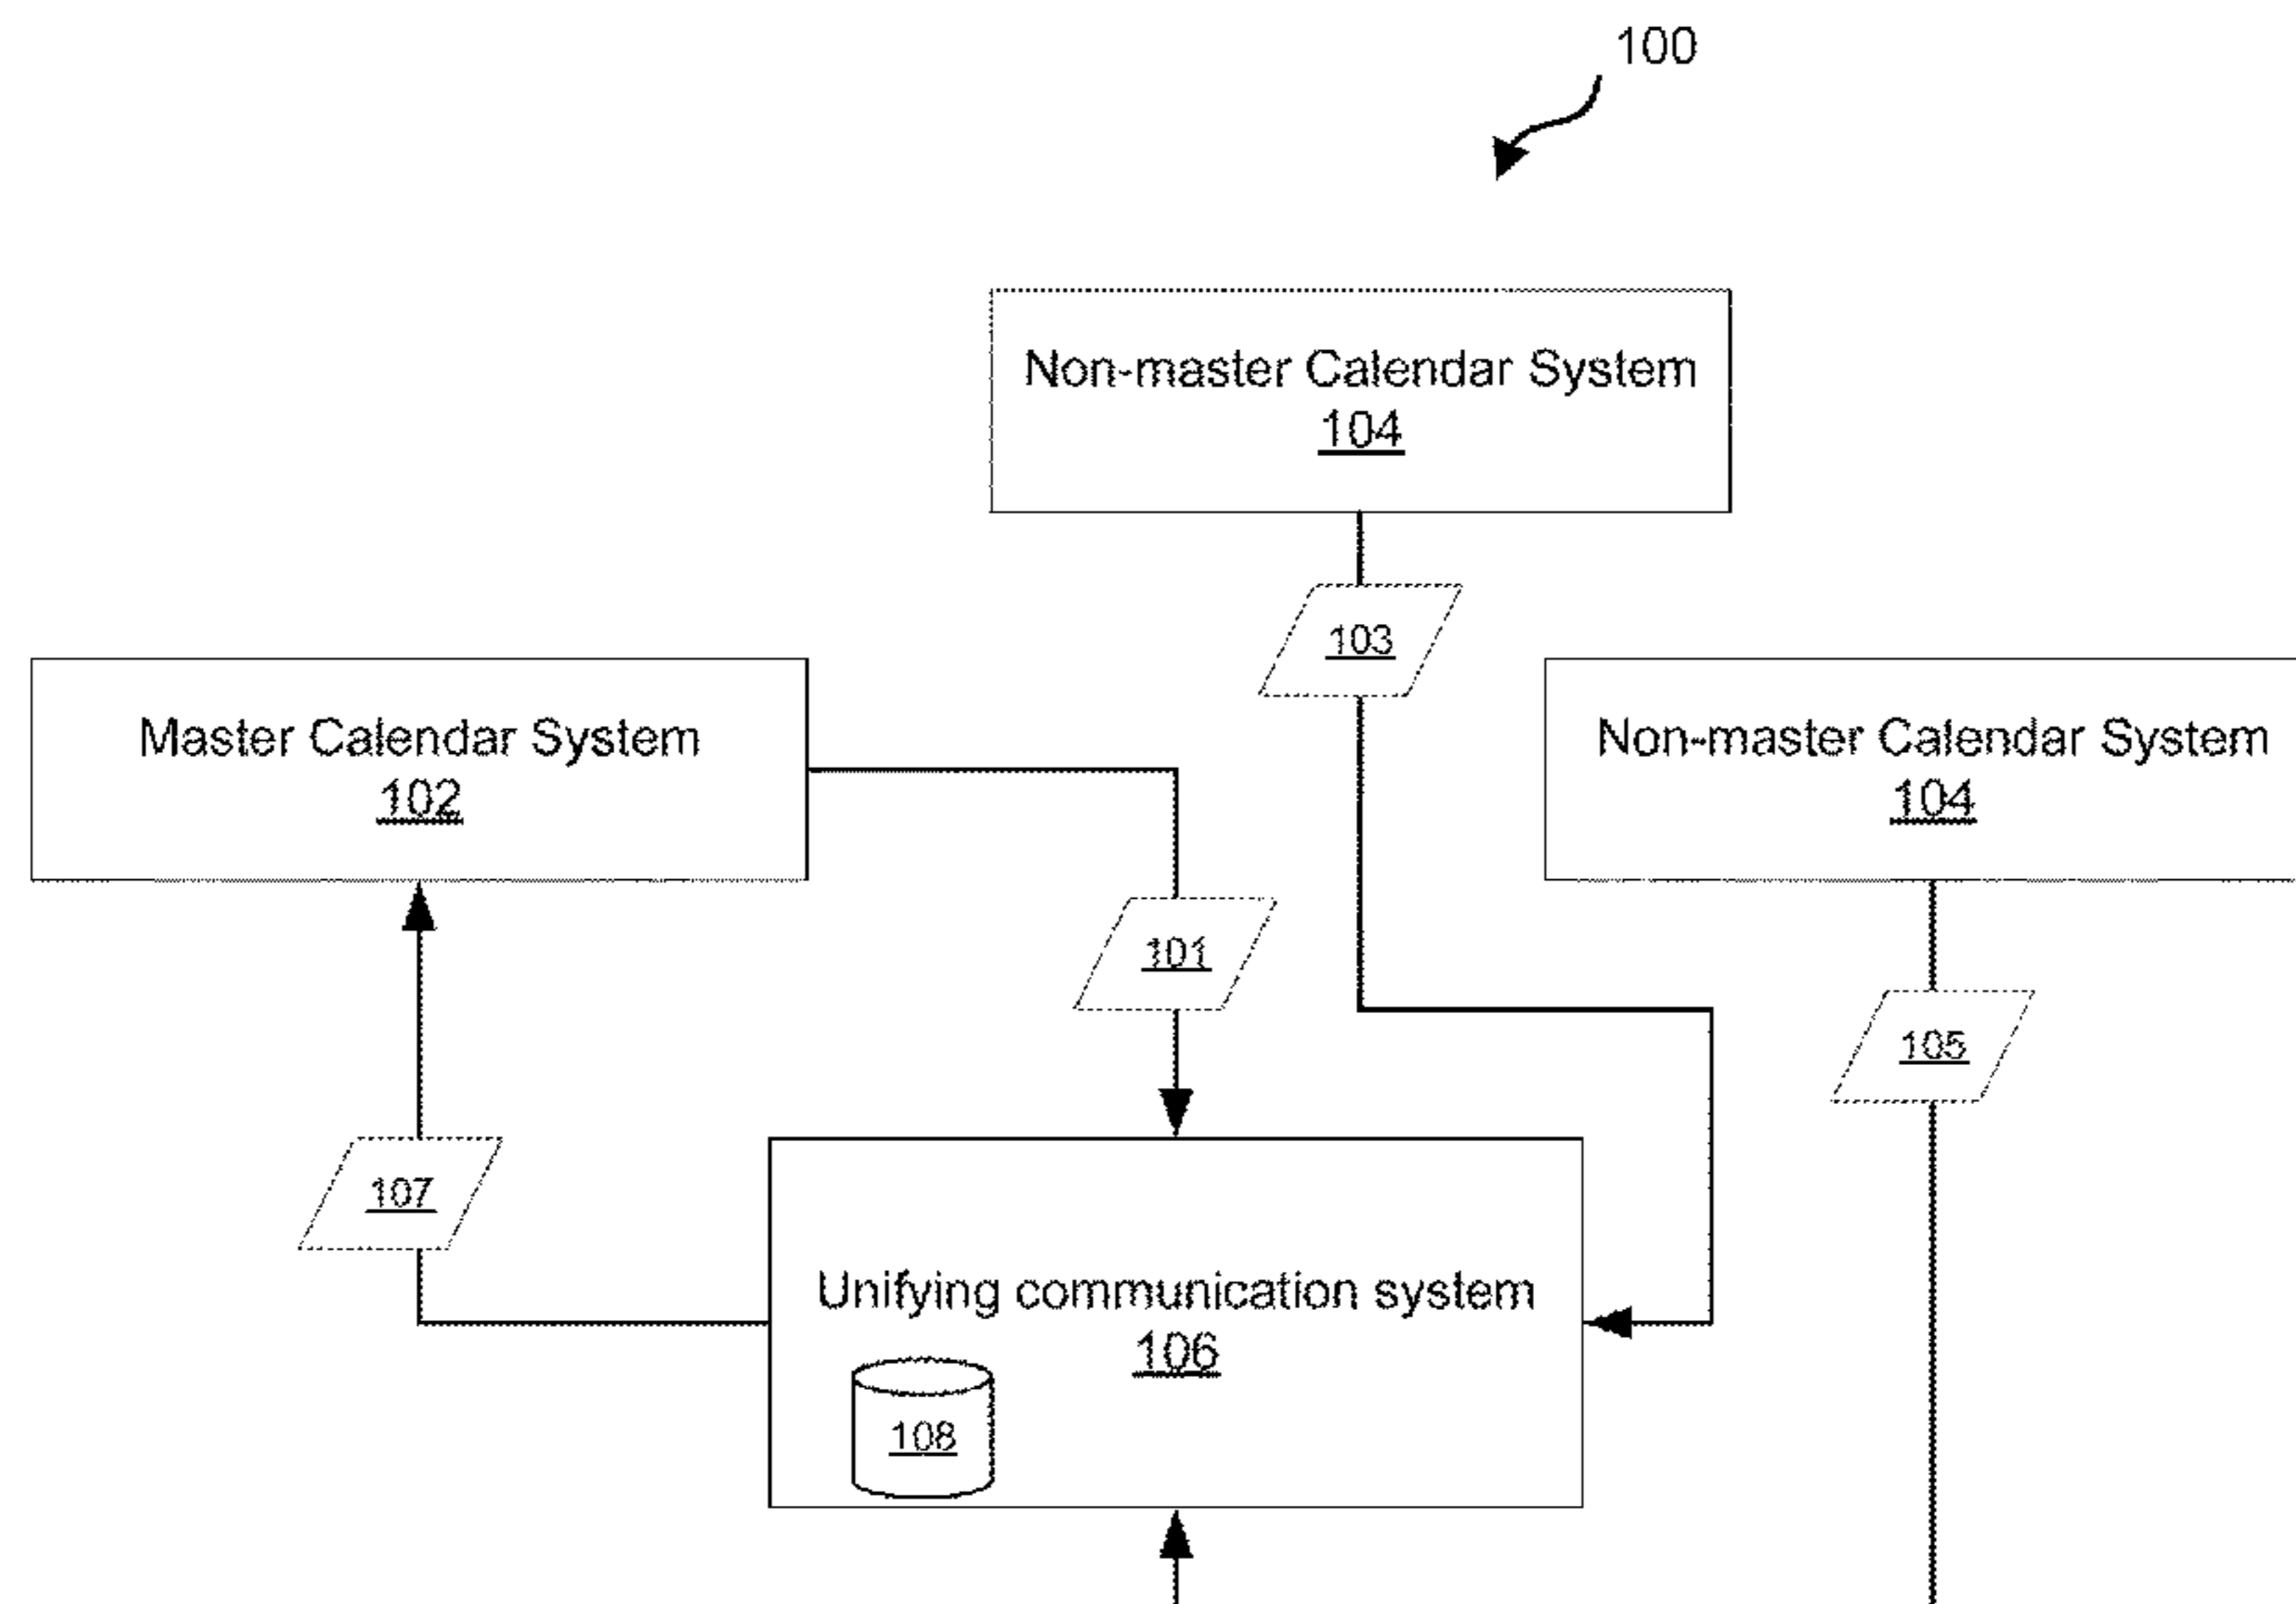 100
Non-master Calendar System
104
103
Master Calendar System
102
Non-master Calendar System
104
101
105
107
Unifying communication system
106
108